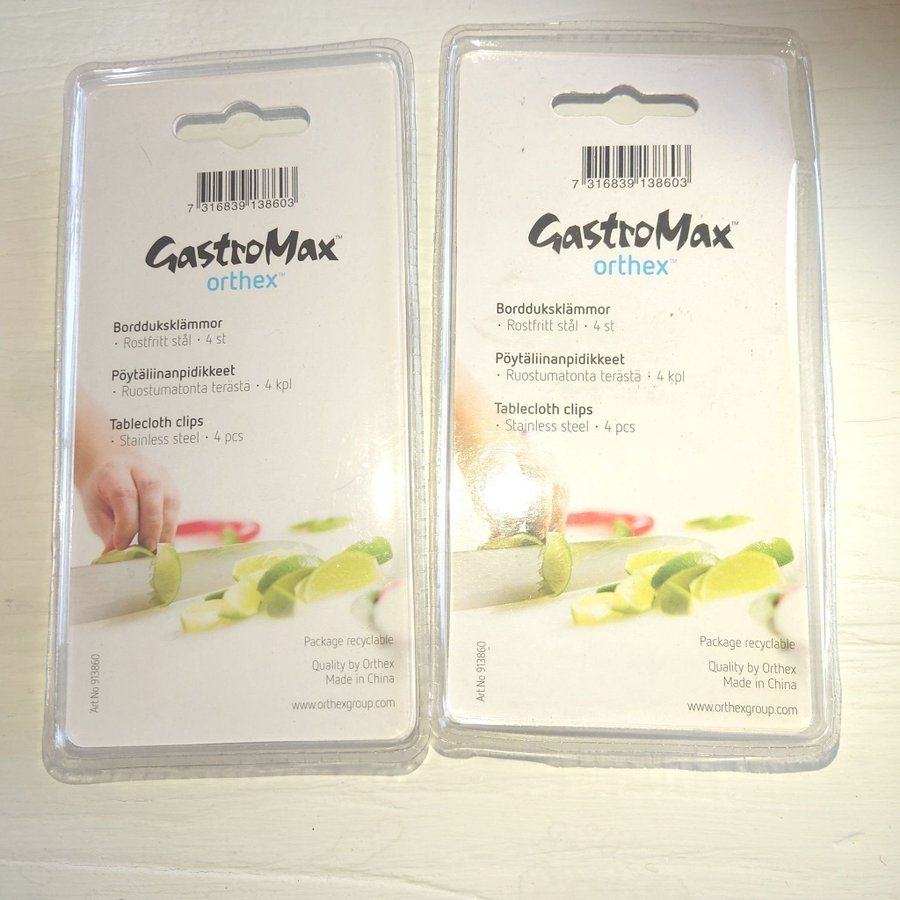 7 316839 138603
GastroMax™
orthex™
Bordduksklämmor
· Rostfritt stål · 4 st
Pöytäliinanpidikkeet
· Ruostumatonta terästä · 4 kpl
Tablecloth clips
· Stainless steel · 4 pcs
Package recyclable
Quality by Orthex
Made in China
www.orthexgroup.com
Art.No 913860
7 316839 138603
GastroMax™
orthex™
Bordduksklämmor
· Rostfritt stål · 4 st
Pöytäliinanpidikkeet
· Ruostumatonta terästä · 4 kpl
Tablecloth clips
· Stainless steel · 4 pcs
Package recyclable
Quality by Orthex
Made in China
www.orthexgroup.com
Art.No 913860